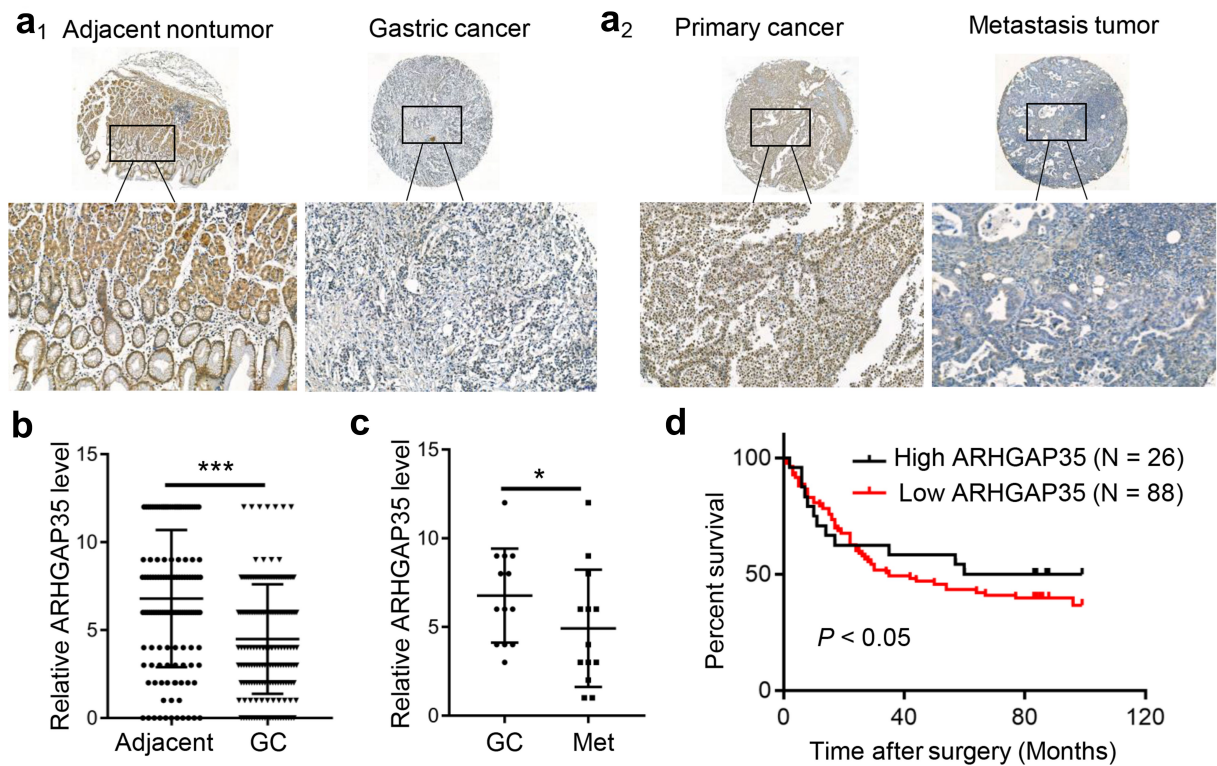 a1 Adjacent nontumor
Gastric cancer
a2 Primary cancer
Metastasis tumor
b
Relative ARHGAP35 level
15
10
5
0
***
Adjacent
GC
c
Relative ARHGAP35 level
15
10
5
0
*
GC
Met
d
Percent survival
100
50
0
High ARHGAP35 (N = 26)
Low ARHGAP35 (N = 88)
P < 0.05
0
40
80
120
Time after surgery (Months)